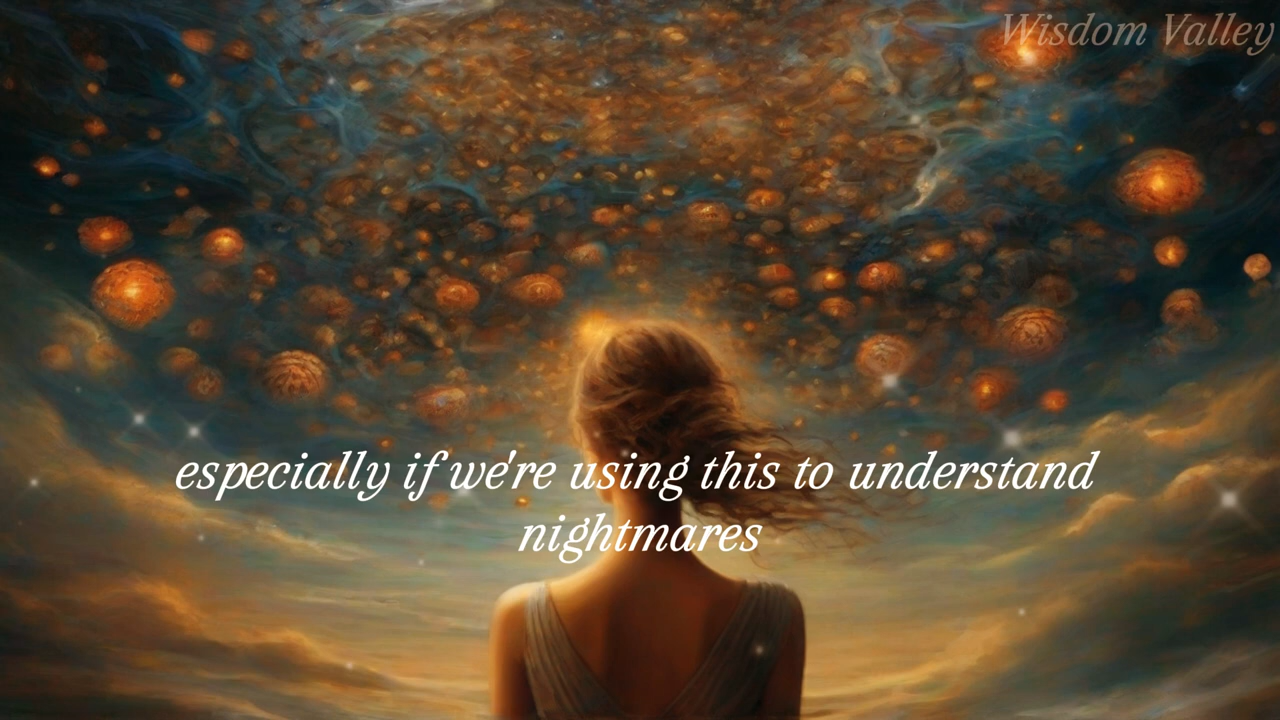 Wisdom Valley
especially if we're using this to understand
nightmares